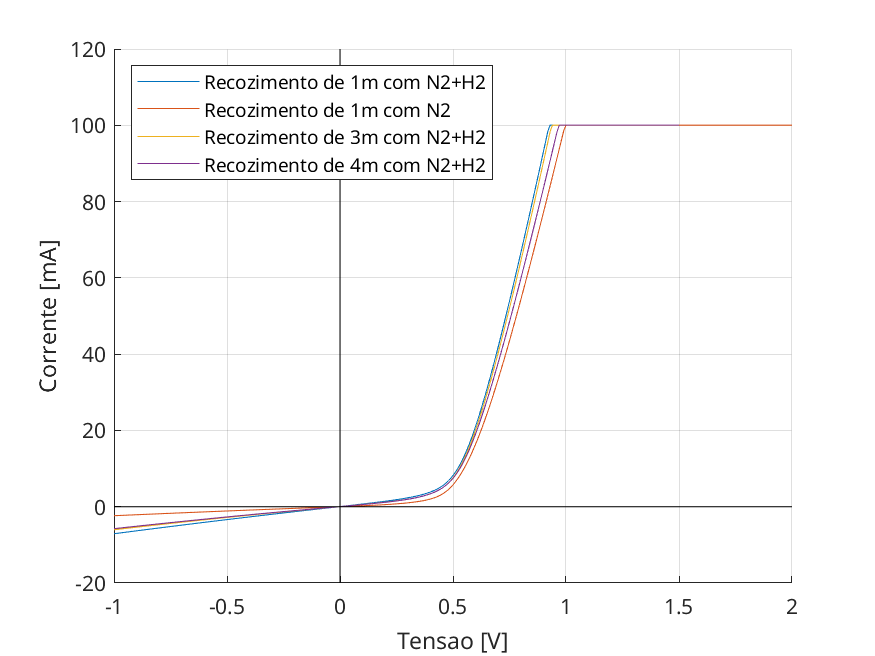 120
100
80
60
40
20
0
-20
Corrente [mA]
Recozimento de 1m com N2+H2
Recozimento de 1m com N2
Recozimento de 3m com N2+H2
Recozimento de 4m com N2+H2
-1 -0.5 0 0.5 1 1.5 2
Tensao [V]